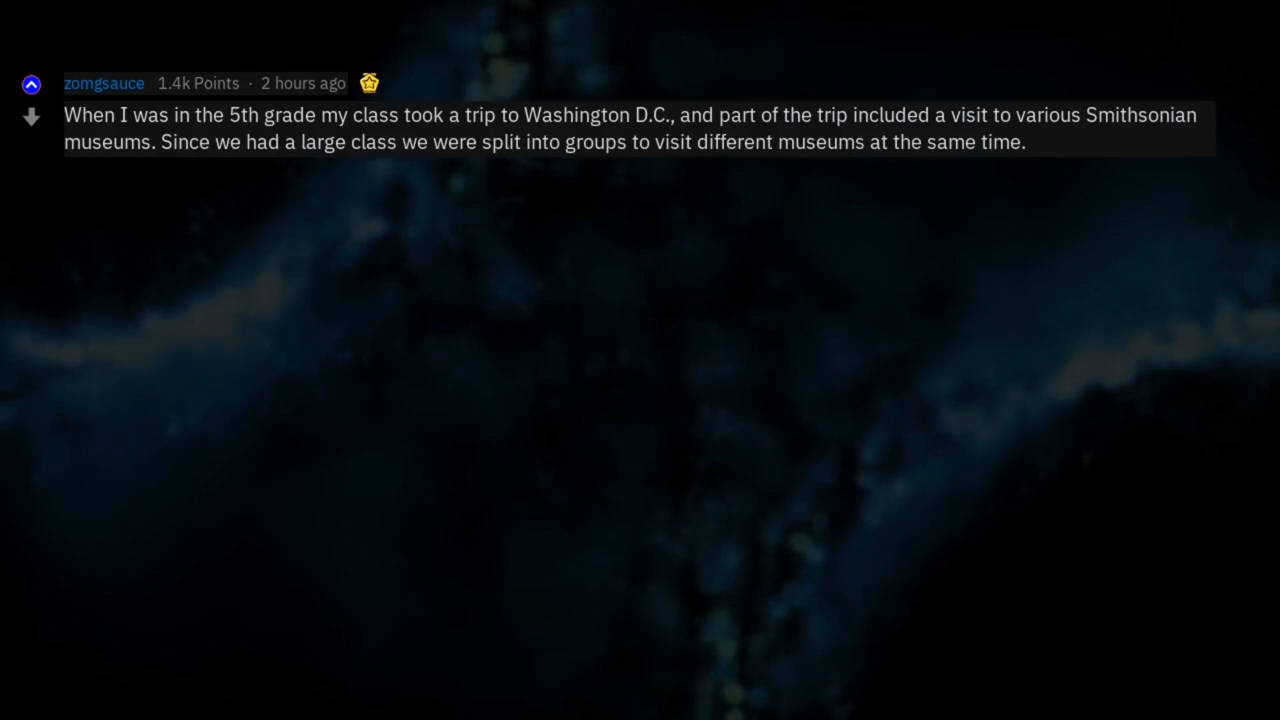 zomgsauce 1.4k Points · 2 hours ago
When I was in the 5th grade my class took a trip to Washington D.C., and part of the trip included a visit to various Smithsonian
museums. Since we had a large class we were split into groups to visit different museums at the same time.